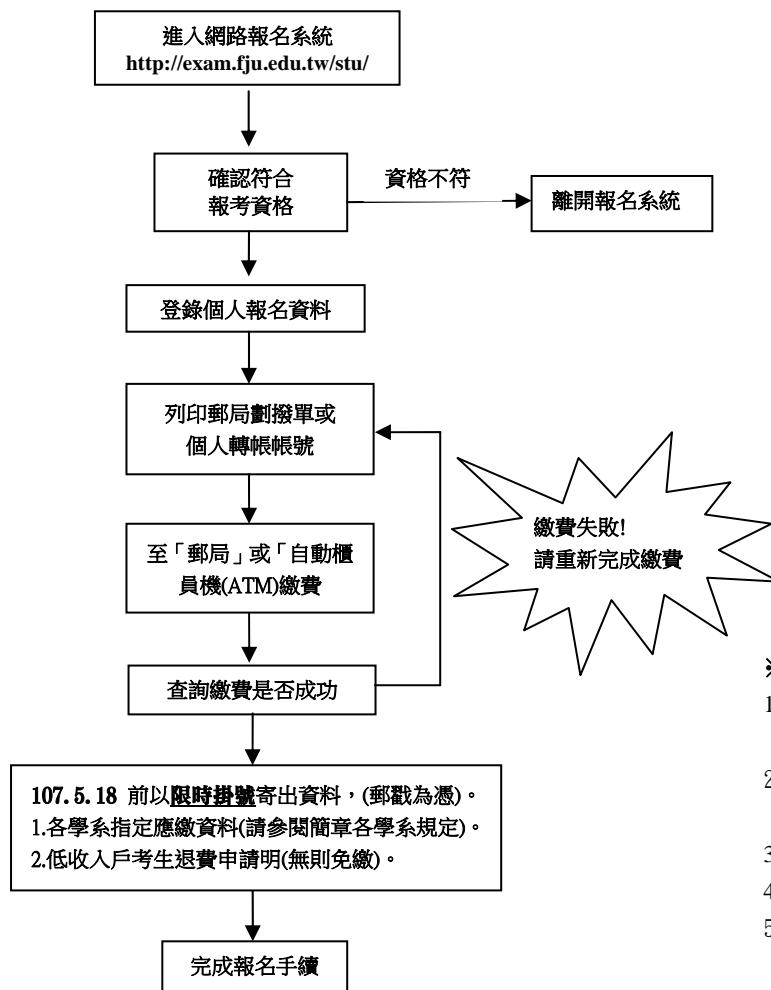 進入網路報名系統
http://exam.fju.edu.tw/stu/
確認符合
報考資格
資格不符
離開報名系統
登錄個人報名資料
列印郵局劃撥單或
個人轉帳帳號
繳費失敗!
請重新完成繳費
至「郵局」或「自動櫃
員機(ATM)繳費
查詢繳費是否成功
107.5.18 前以限時掛號寄出資料，(郵戳為憑)。
1.各學系指定應繳資料(請參閱簡章各學系規定)。
2.低收入戶考生退費申請明(無則免繳)。
完成報名手續
1
2
3
4
5